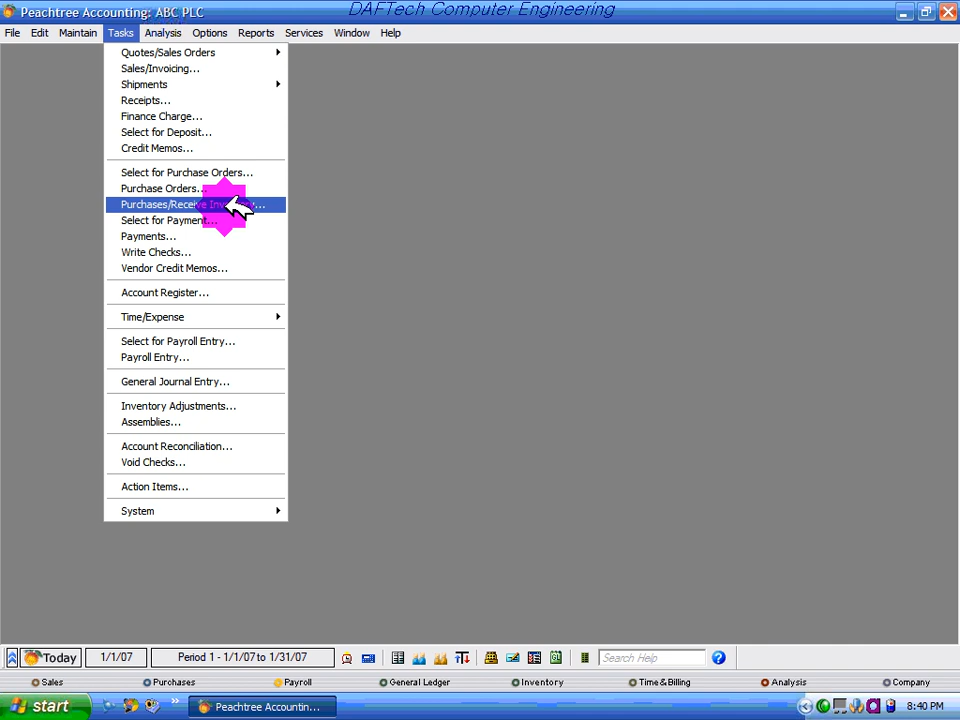 Peachtree Accounting: ABC PLC
DAFTech Computer Engineering
File Edit Maintain Tasks Analysis Options Reports Services Window Help
Quotes/Sales Orders
Sales/Invoicing...
Shipments
Receipts...
Finance Charge...
Select for Deposit...
Credit Memos...
Select for Purchase Orders...
Purchase Orders...
Purchases/Receive Inventory...
Select for Payment...
Payments...
Write Checks...
Vendor Credit Memos...
Account Register...
Time/Expense
Select for Payroll Entry...
Payroll Entry...
General Journal Entry...
Inventory Adjustments...
Assemblies...
Account Reconciliation...
Void Checks...
Action Items...
System
Today 1/1/07 Period 1 - 1/1/07 to 1/31/07 Search Help
Sales Purchases Payroll General Ledger Inventory Time & Billing Analysis Company
start Peachtree Accountin... 8:40 PM